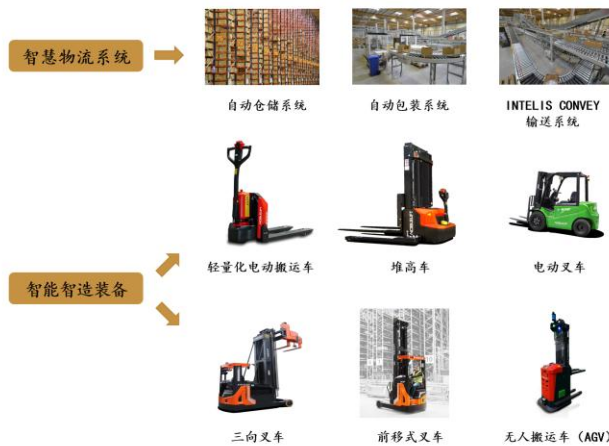 智慧物流系统
自动仓储系统
自动包装系统
INTELIS CONVEY
输送系统
轻量化电动搬运车
堆高车
电动叉车
智能智造装备
三向叉车
前移式叉车
无人搬运车(AGV)